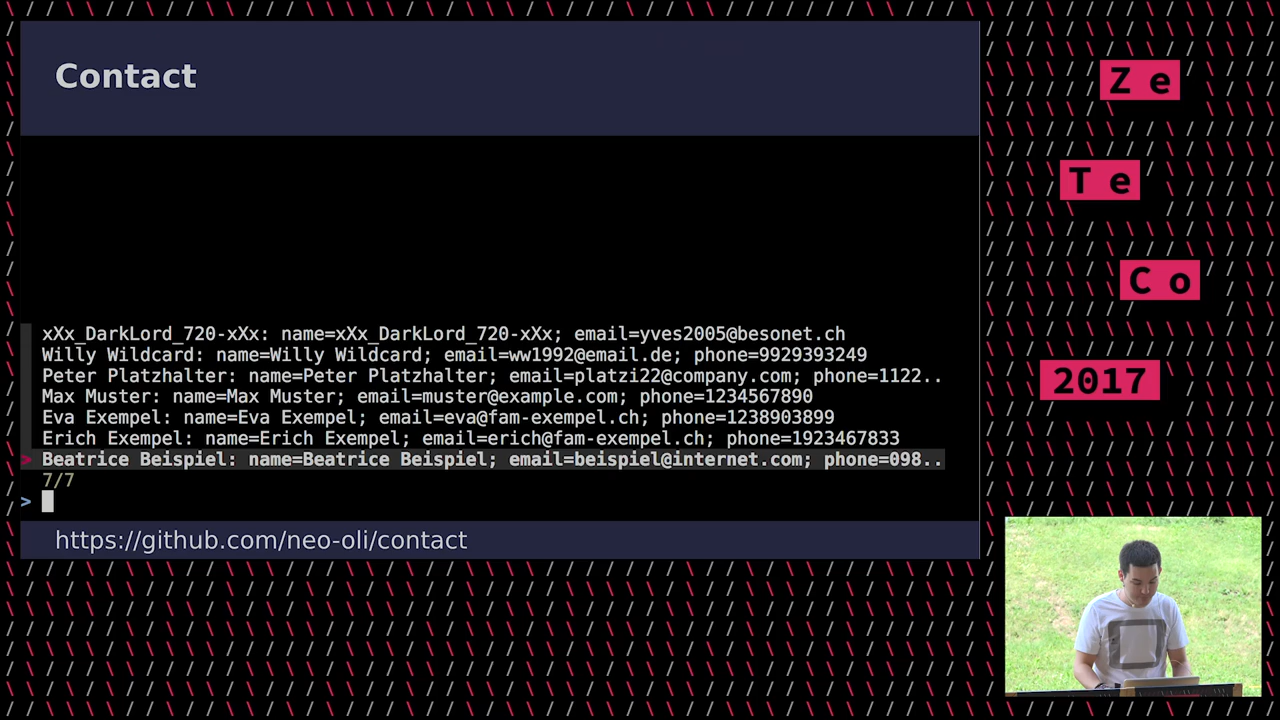 Contact
xXx_DarkLord_720-xXx: name=xXx_DarkLord_720-xXx; email=yves2005@besonet.ch
Willy Wildcard: name=Willy Wildcard; email=ww1992@email.de; phone=9929393249
Peter Platzhalter: name=Peter Platzhalter; email=platzi22@company.com; phone=1122..
Max Muster: name=Max Muster; email=muster@example.com; phone=1234567890
Eva Exempel: name=Eva Exempel; email=eva@fam-exempel.ch; phone=1238903899
Erich Exempel: name=Erich Exempel; email=erich@fam-exempel.ch; phone=1923467833
> Beatrice Beispiel: name=Beatrice Beispiel; email=beispiel@internet.com; phone=098..
7/7
>
https://github.com/neo-oli/contact
Ze
Te
Co
2017